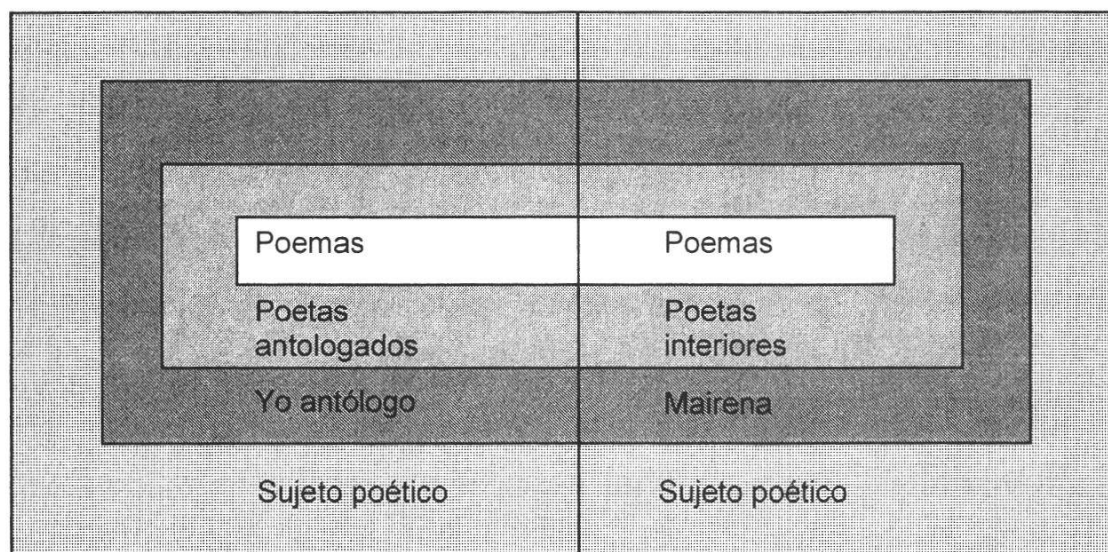 Poemas Poemas
Poetas Poetas
antologados interiores
Yo antólogo Mairena
Sujeto poético Sujeto poético